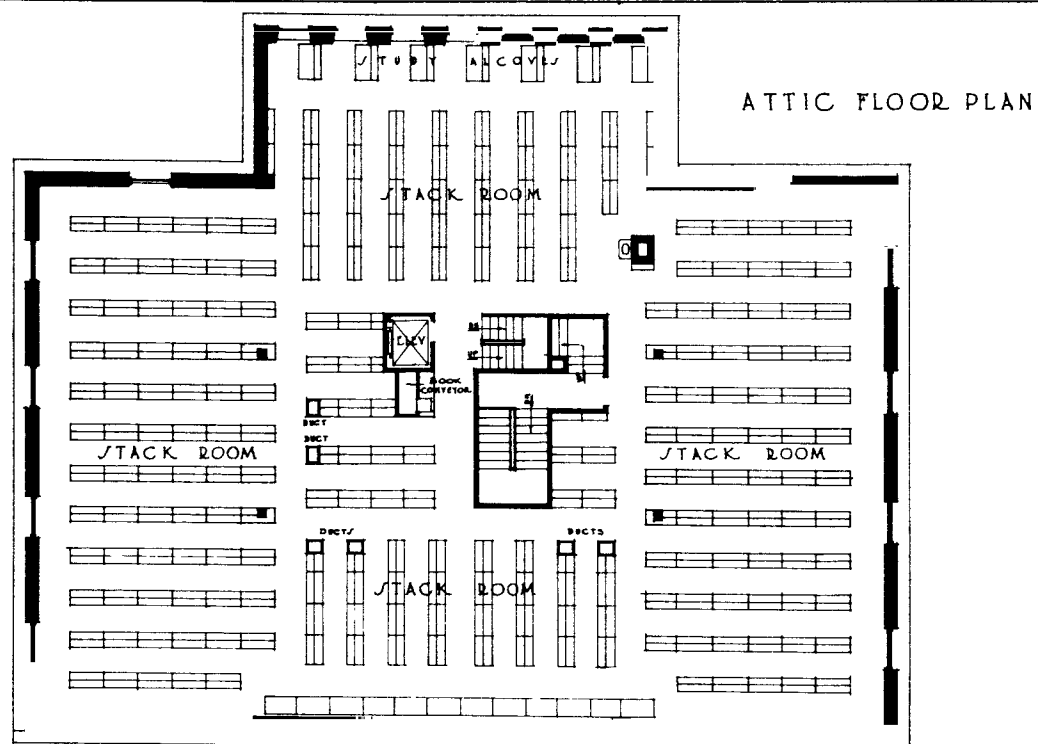 STUDY ALCOVES
ATTIC FLOOR PLAN
STACK ROOM
ELEV
BOOK
CONVEYOR
DUCT
DUCT
STACK ROOM
STACK ROOM
DUCTS
DUCTS
STACK ROOM